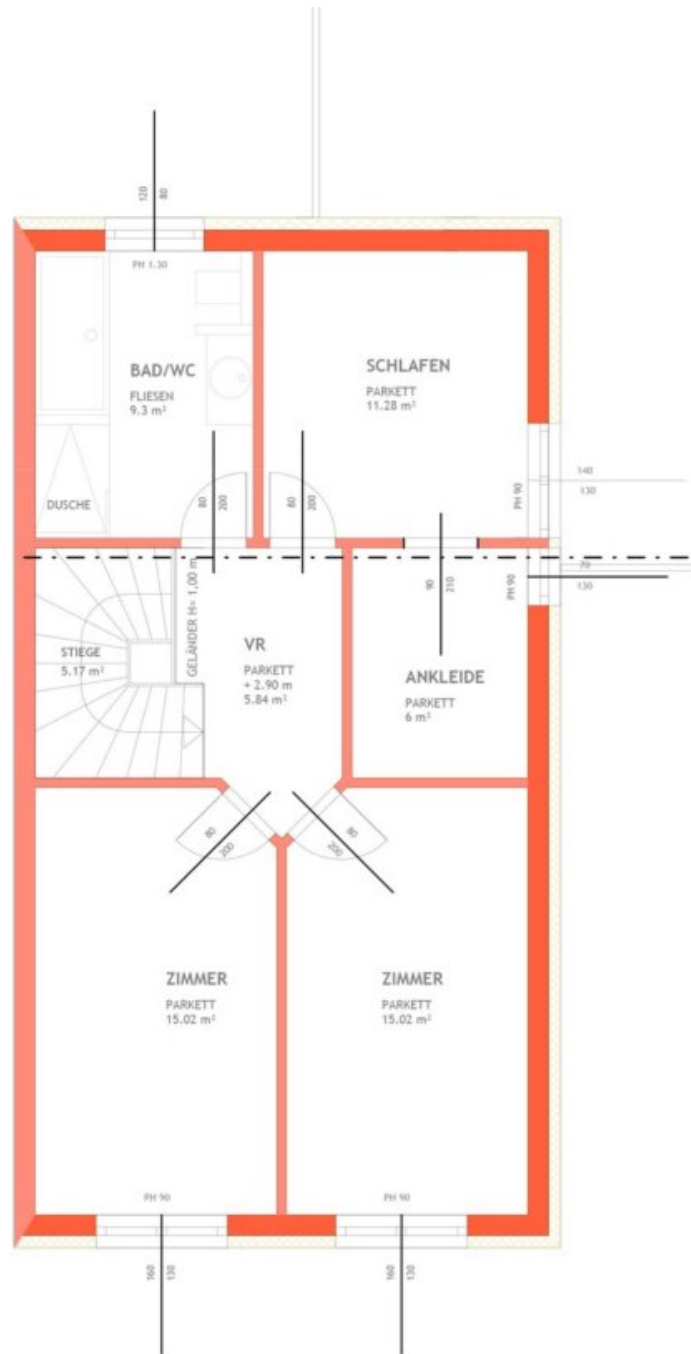 120
80
PH 1.30
BAD/WC
FLIESEN
9.3 m²
SCHLAFEN
PARKETT
11.28 m²
DUSCHE
80
200
80
200
PH 90
140
130
PH 90
70
130
90
210
STIEGE
5.17 m²
GELÄNDER H= 1,00 m
VR
PARKETT
+ 2.90 m
5.84 m²
ANKLEIDE
PARKETT
6 m²
80
200
80
200
ZIMMER
PARKETT
15.02 m²
ZIMMER
PARKETT
15.02 m²
PH 90
PH 90
160
130
160
130